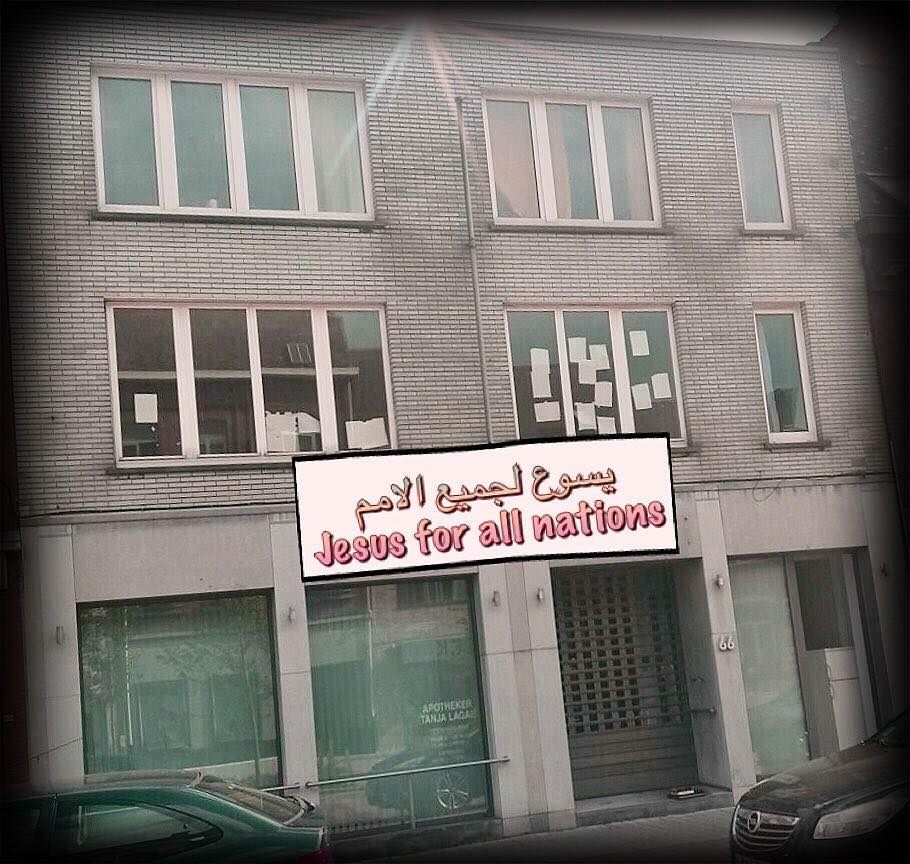 يسوع لجميع الامم
Jesus for all nations
APOTHEKER
TANJA LAGAE
66